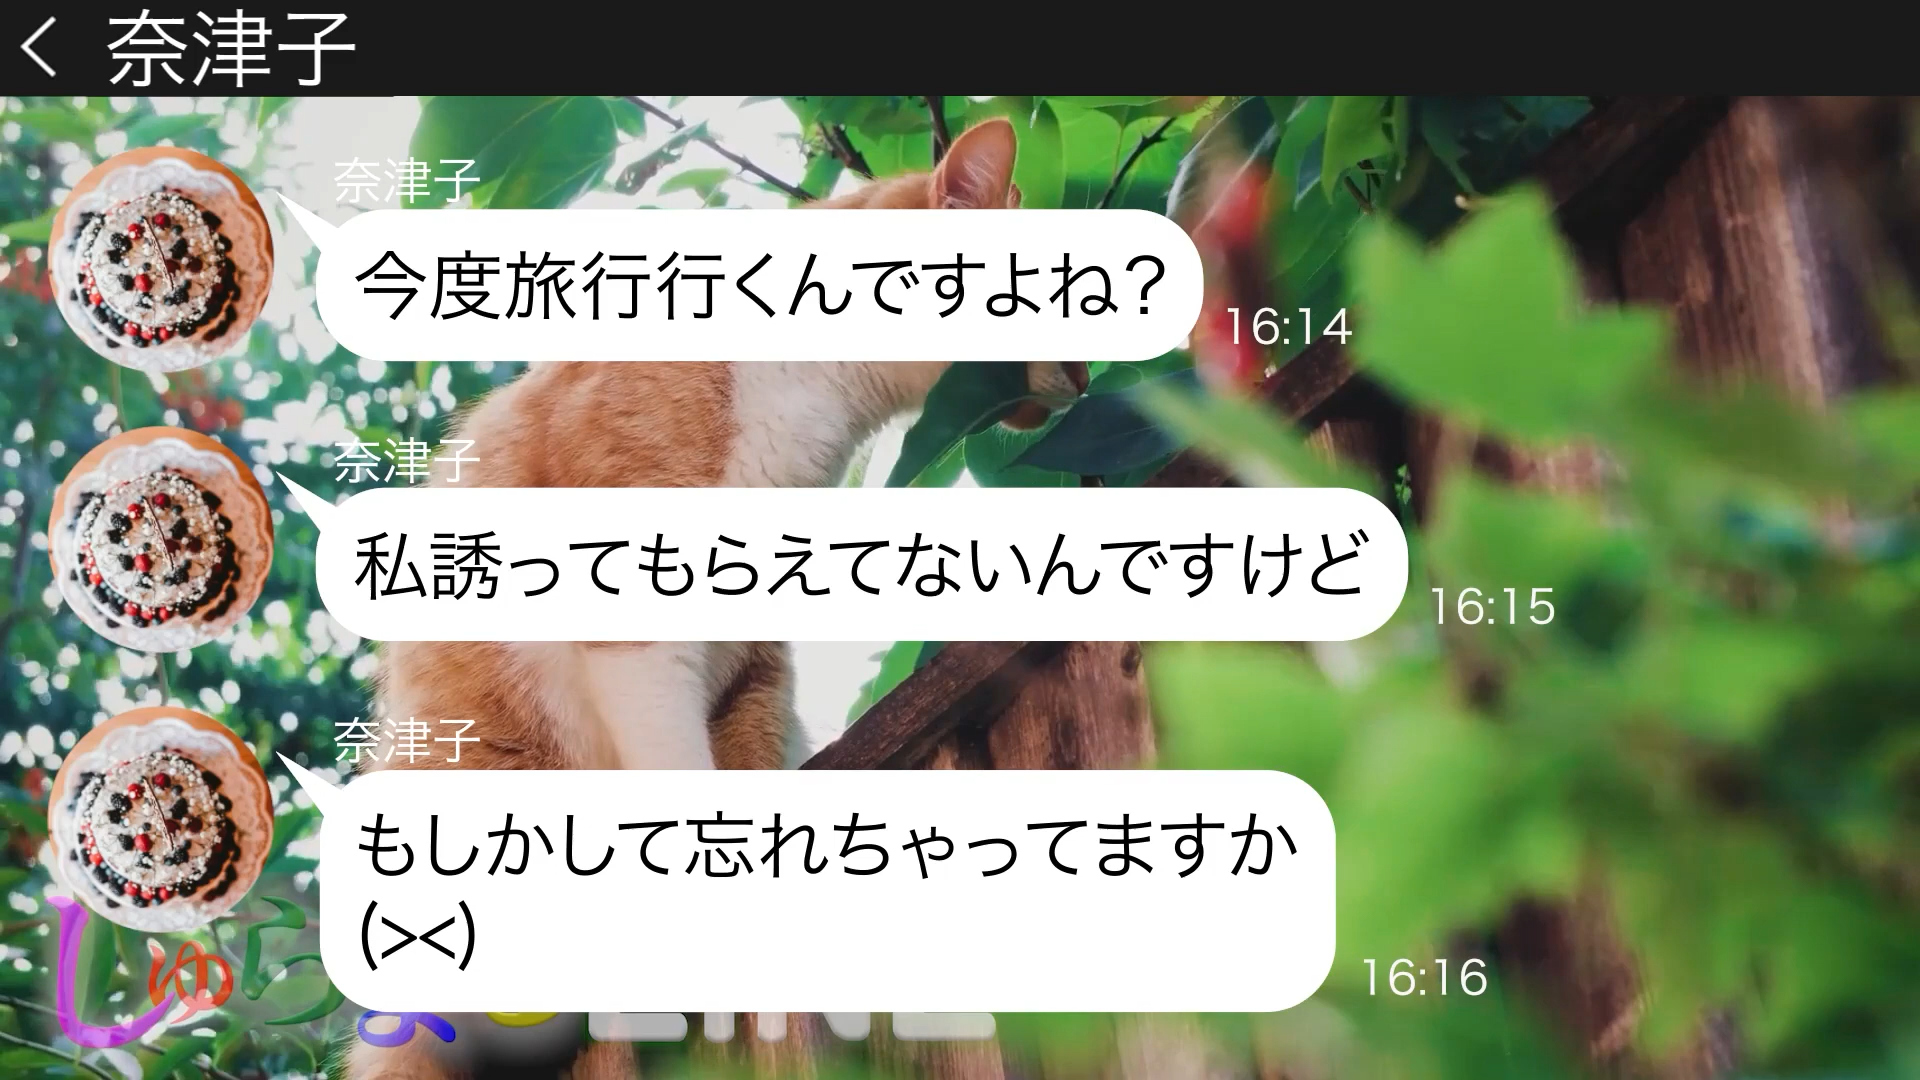 奈津子
奈津子
今度旅行行くんですよね？
16:14
奈津子
私誘ってもらえてないんですけど
16:15
奈津子
もしかして忘れちゃってますか
(><)
16:16
しゅら